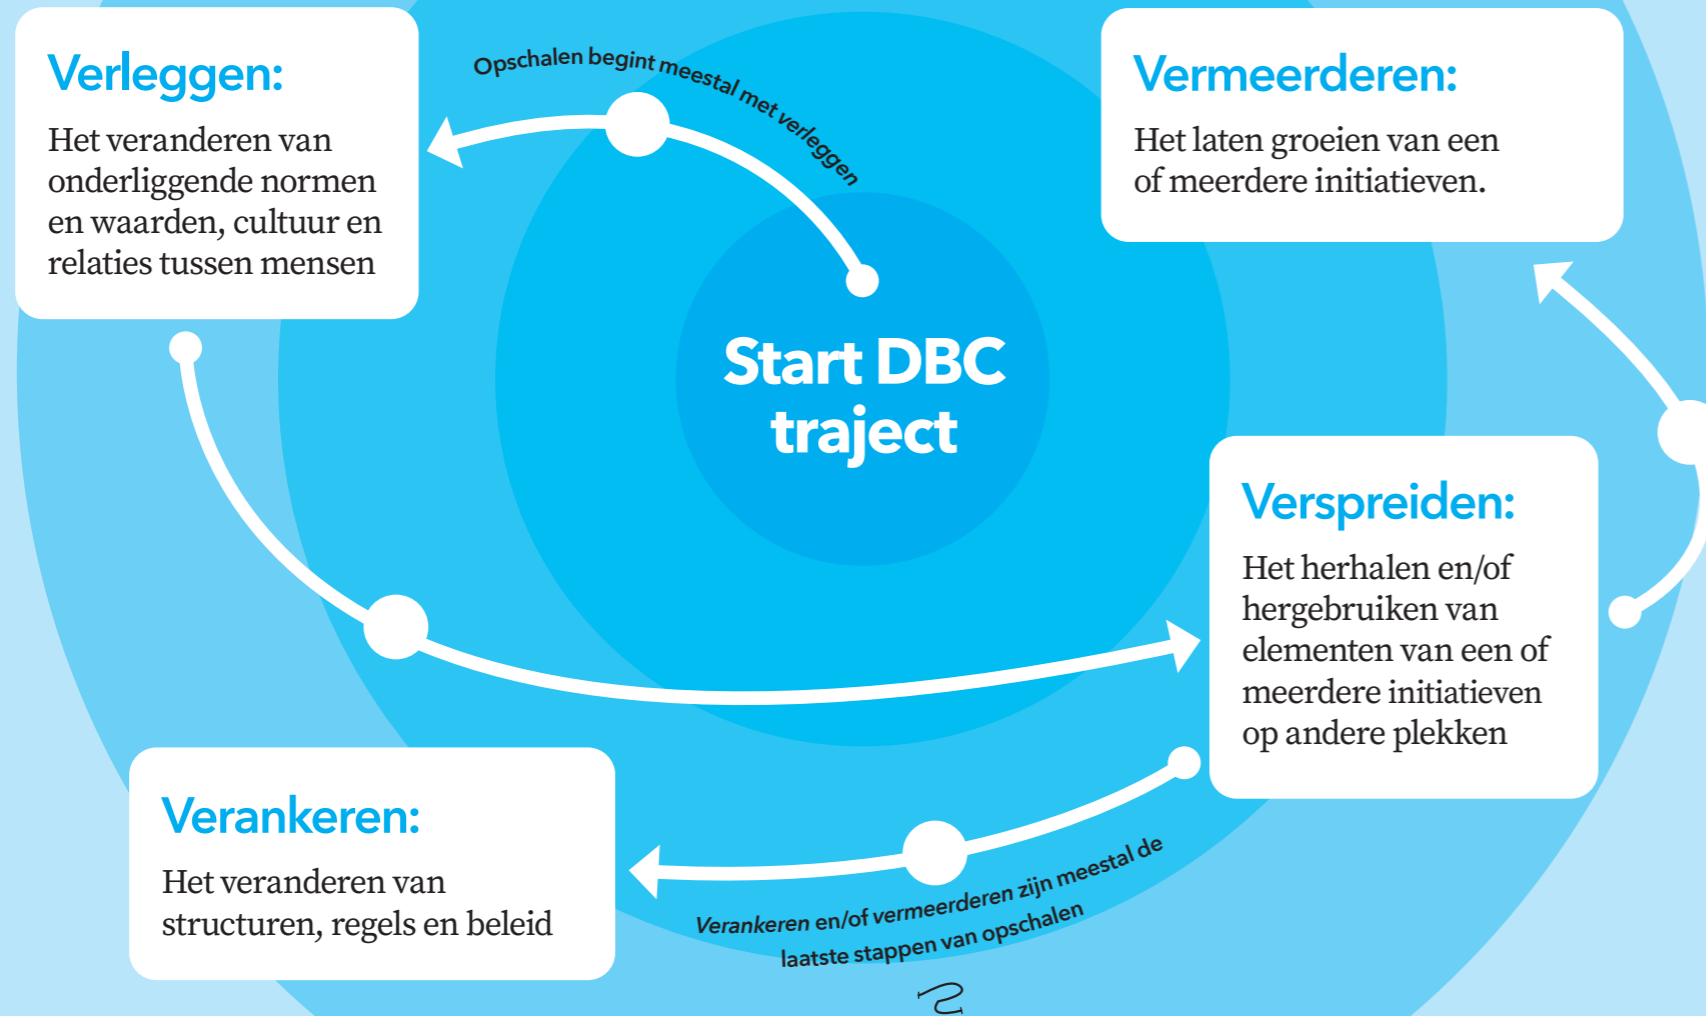 Verleggen:
Het veranderen van
onderliggende normen
en waarden, cultuur en
relaties tussen mensen
Opschalen begint meestal met verleggen
Vermeerderen:
Het laten groeien van een
of meerdere initiatieven.
Start DBC
traject
Verspreiden:
Het herhalen en/of
hergebruiken van
elementen van een of
meerdere initiatieven
op andere plekken
Verankeren:
Het veranderen van
structuren, regels en beleid
Verankeren en/of vermeerderen zijn meestal de
laatste stappen van opschalen